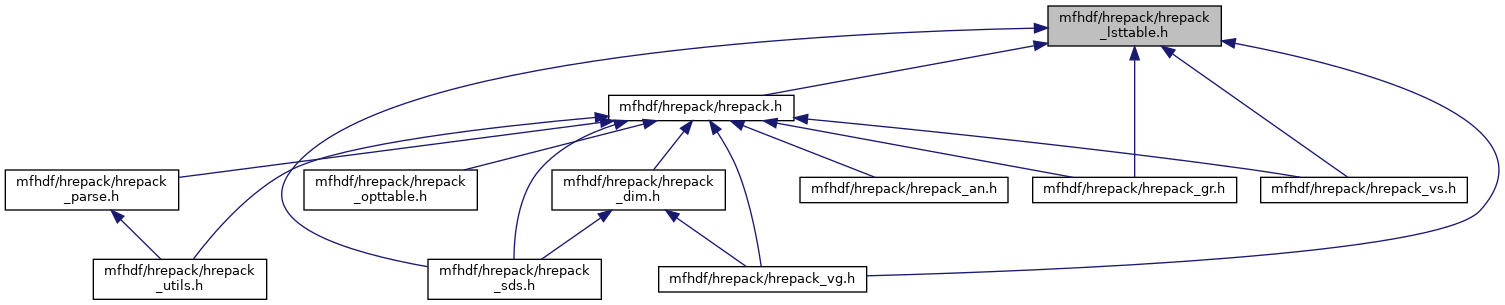 mfhdf/hrepack/hrepack
_lsttable.h
mfhdf/hrepack/hrepack.h
mfhdf/hrepack/hrepack
_parse.h
mfhdf/hrepack/hrepack
_opttable.h
mfhdf/hrepack/hrepack
_dim.h
mfhdf/hrepack/hrepack_an.h
mfhdf/hrepack/hrepack_gr.h
mfhdf/hrepack/hrepack_vs.h
mfhdf/hrepack/hrepack
_utils.h
mfhdf/hrepack/hrepack
_sds.h
mfhdf/hrepack/hrepack_vg.h